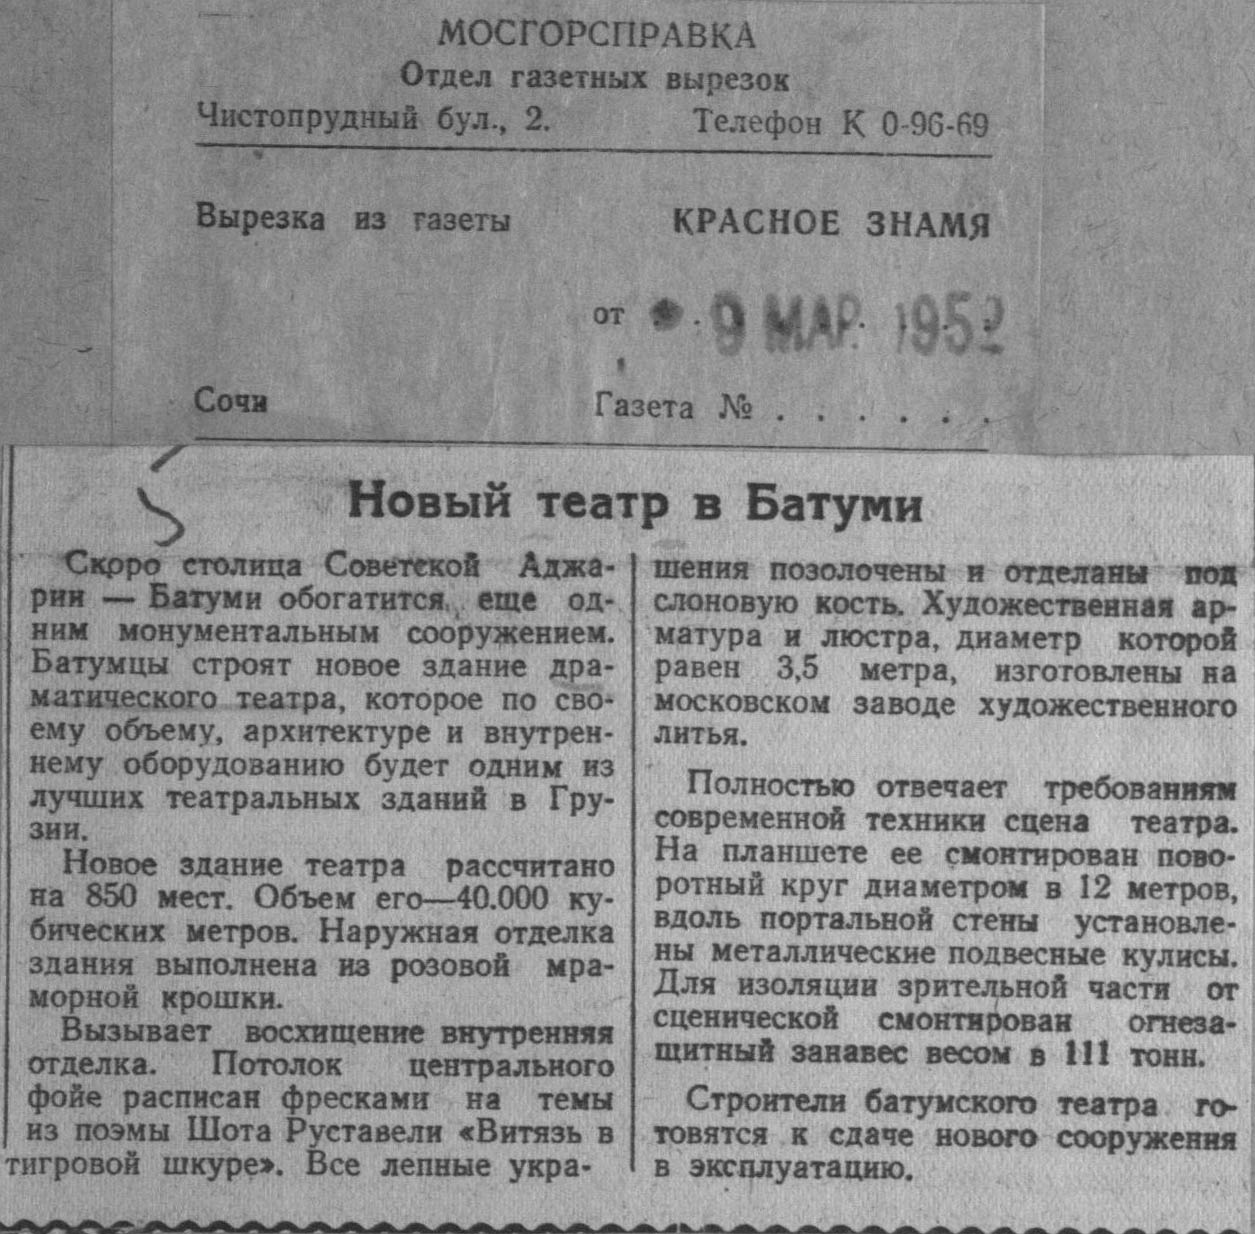 МОСГОРСПРАВКА
Отдел газетных вырезок
Чистопрудный бул., 2. Телефон К 0-96-69
Вырезка из газеты КРАСНОЕ ЗНАМЯ
от 9 МАР. 1952
Сочи Газета № . . . . . .
Новый театр в Батуми
Скоро столица Советской Аджа-
рии — Батуми обогатится еще од-
ним монументальным сооружением.
Батумцы строят новое здание дра-
матического театра, которое по сво-
ему объему, архитектуре и внутрен-
нему оборудованию будет одним из
лучших театральных зданий в Гру-
зии.
Новое здание театра рассчитано
на 850 мест. Объем его—40.000 ку-
бических метров. Наружная отделка
здания выполнена из розовой мра-
морной крошки.
Вызывает восхищение внутренняя
отделка. Потолок центрального
фойе расписан фресками на темы
из поэмы Шота Руставели «Витязь в
тигровой шкуре». Все лепные укра-
шения позолочены и отделаны под
слоновую кость. Художественная ар-
матура и люстра, диаметр которой
равен 3,5 метра, изготовлены на
московском заводе художественного
литья.
Полностью отвечает требованиям
современной техники сцена театра.
На планшете ее смонтирован пово-
ротный круг диаметром в 12 метров,
вдоль портальной стены установле-
ны металлические подвесные кулисы.
Для изоляции зрительной части от
сценической смонтирован огнеза-
щитный занавес весом в 111 тонн.
Строители батумского театра го-
товятся к сдаче нового сооружения
в эксплуатацию.